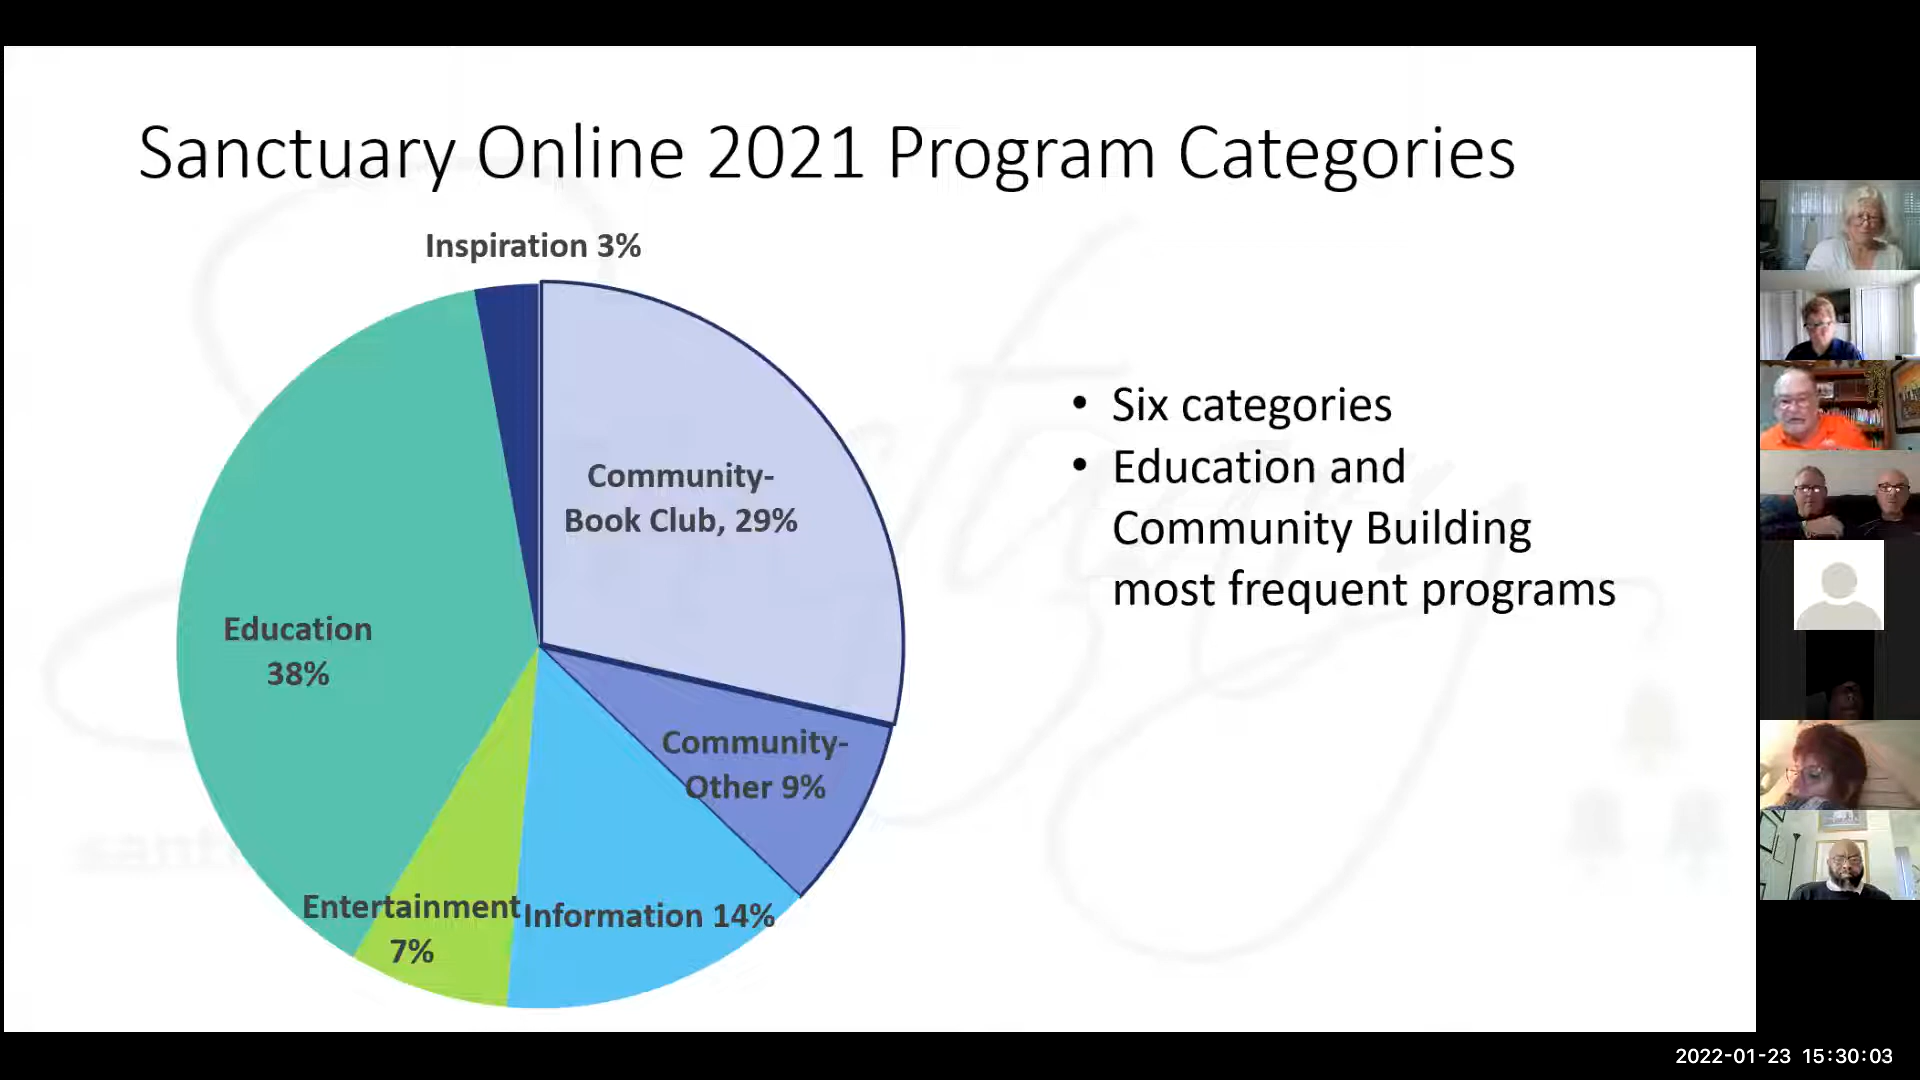 Sanctuary Online 2021 Program Categories
Inspiration 3%
Community-
Book Club, 29%
Education
38%
Community-
Other 9%
Entertainment
7%
Information 14%
• Six categories
• Education and
Community Building
most frequent programs
2022-01-23 15:30:03